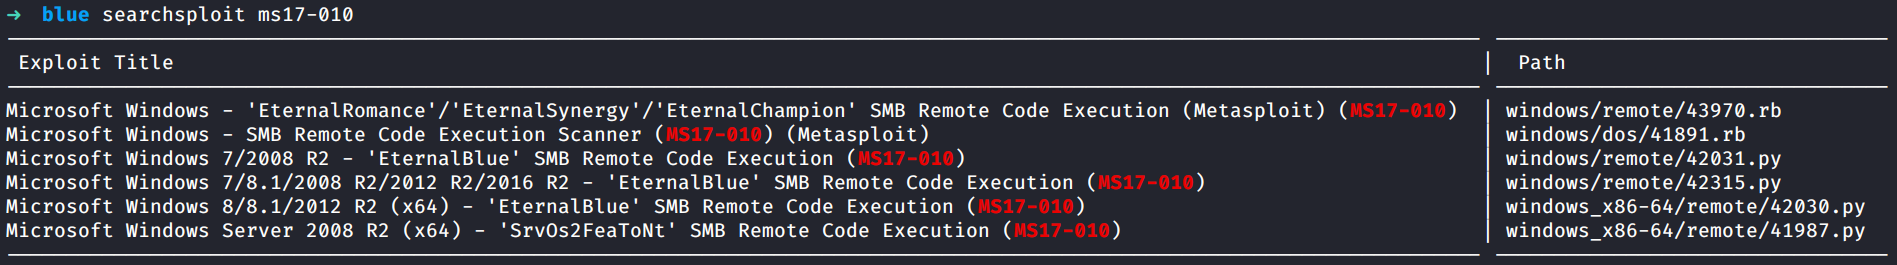 → blue searchsploit ms17-010
Exploit Title | Path
Microsoft Windows - 'EternalRomance'/'EternalSynergy'/'EternalChampion' SMB Remote Code Execution (Metasploit) (MS17-010) | windows/remote/43970.rb
Microsoft Windows - SMB Remote Code Execution Scanner (MS17-010) (Metasploit) | windows/dos/41891.rb
Microsoft Windows 7/2008 R2 - 'EternalBlue' SMB Remote Code Execution (MS17-010) | windows/remote/42031.py
Microsoft Windows 7/8.1/2008 R2/2012 R2/2016 R2 - 'EternalBlue' SMB Remote Code Execution (MS17-010) | windows/remote/42315.py
Microsoft Windows 8/8.1/2012 R2 (x64) - 'EternalBlue' SMB Remote Code Execution (MS17-010) | windows_x86-64/remote/42030.py
Microsoft Windows Server 2008 R2 (x64) - 'SrvOs2FeaToNt' SMB Remote Code Execution (MS17-010) | windows_x86-64/remote/41987.py